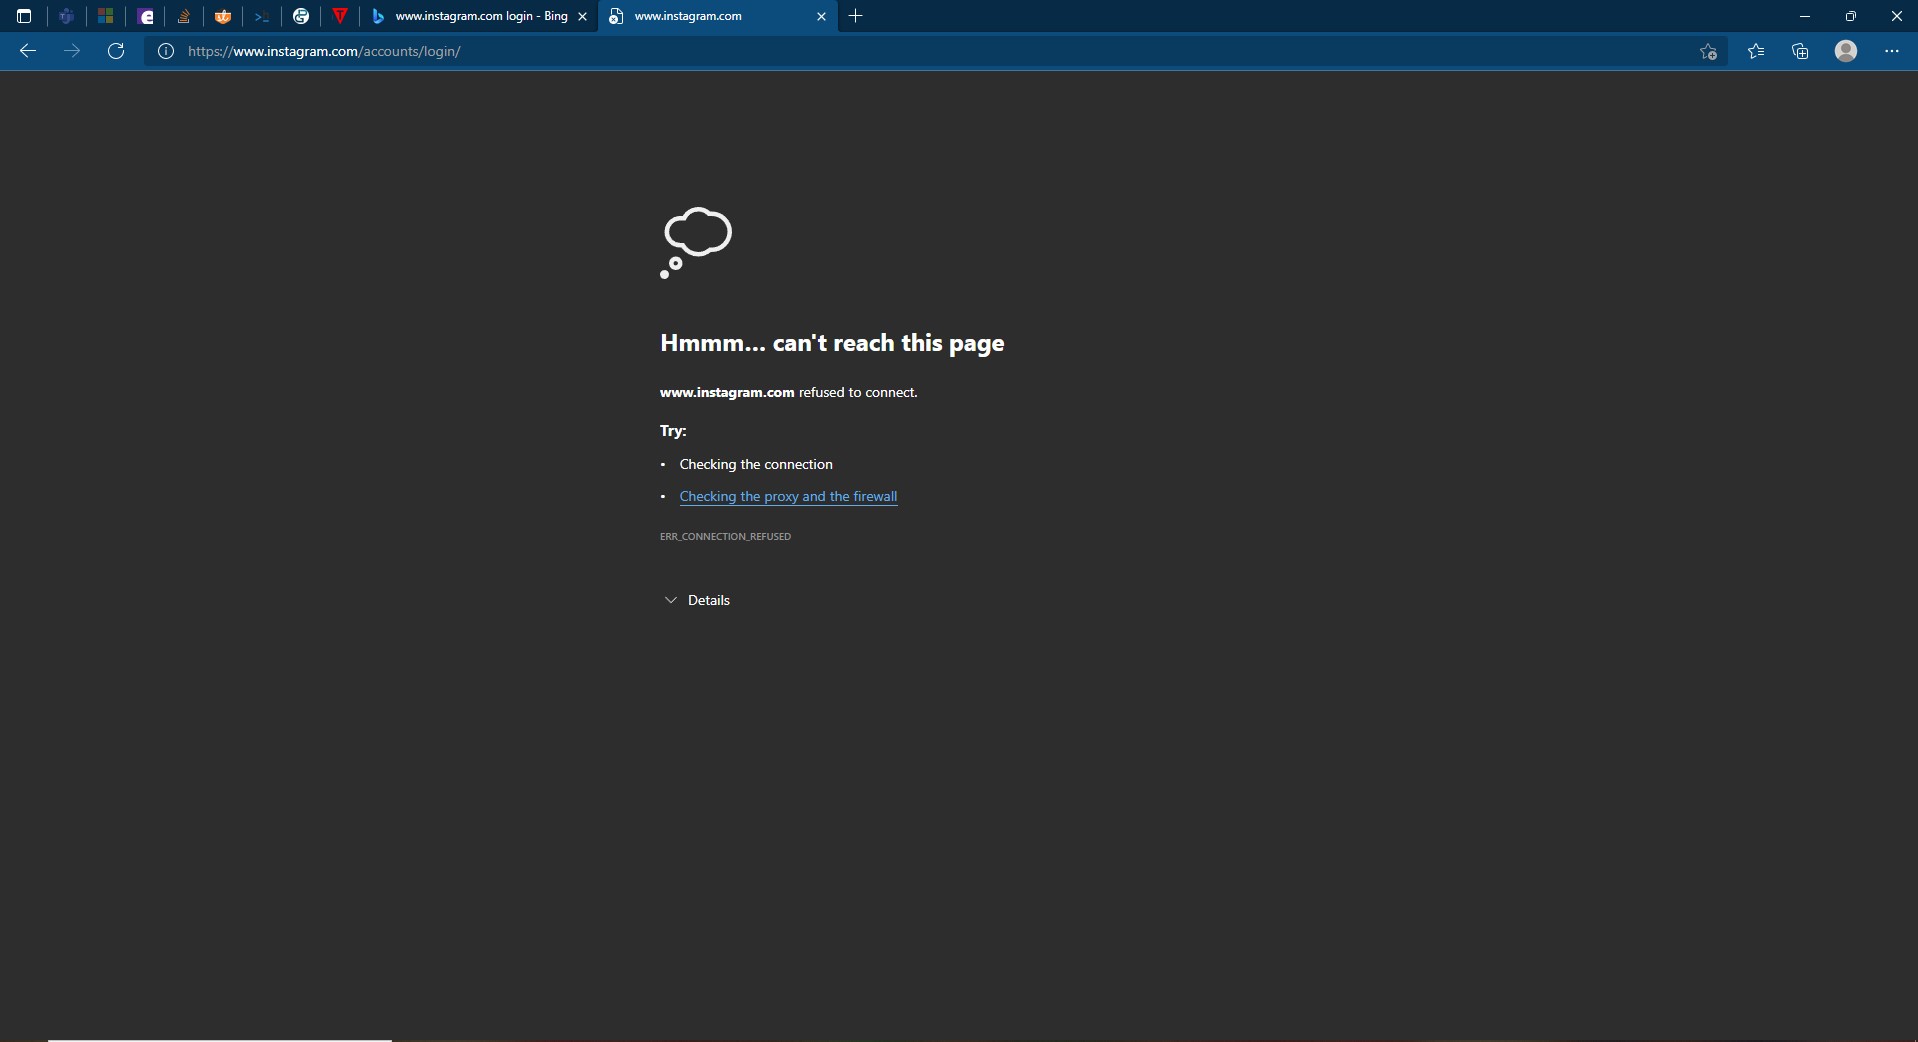 www.instagram.com login - Bing
www.instagram.com
https://www.instagram.com/accounts/login/
Hmmm... can't reach this page
www.instagram.com refused to connect.
Try:
• Checking the connection
• Checking the proxy and the firewall
ERR_CONNECTION_REFUSED
Details